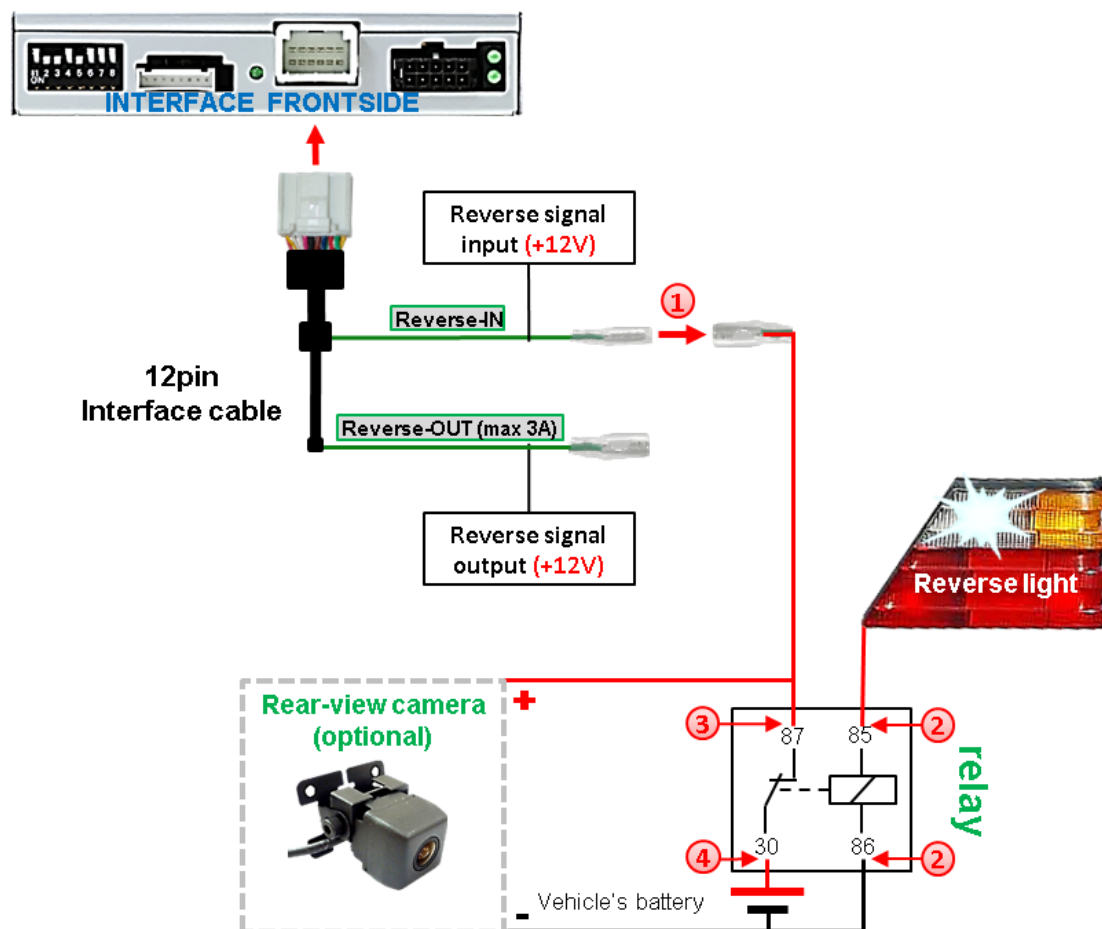 1 2 3 4 5 6 7 8
ON
INTERFACE FRONTSIDE
Reverse signal
input (+12V)
Reverse-IN
1
12pin
Interface cable
Reverse-OUT (max 3A)
Reverse signal
output (+12V)
Reverse light
Rear-view camera
(optional)
+
3
87
85
2
relay
4
30
86
2
- Vehicle's battery